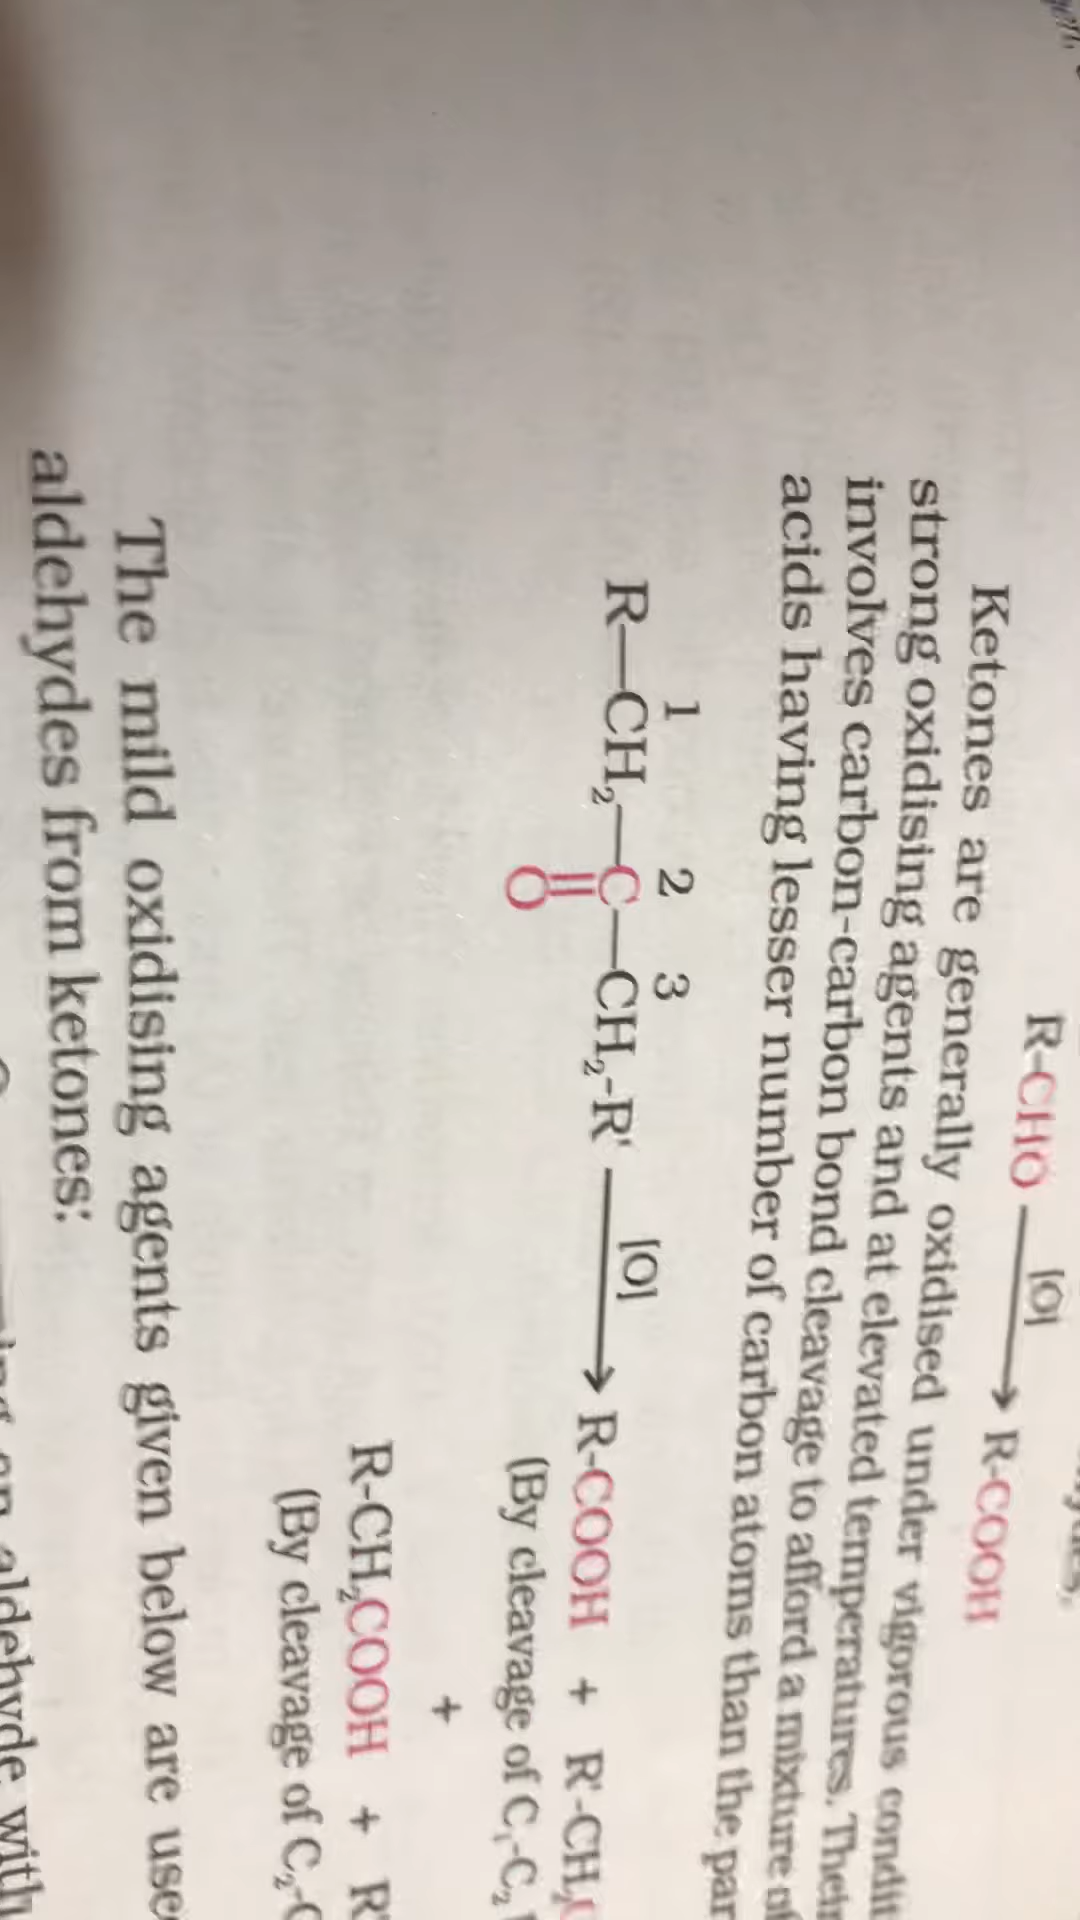 R-CHO [O] → R-COOH
Ketones are generally oxidised under vigorous
strong oxidising agents and at elevated temperatures. Their
involves carbon-carbon bond cleavage to afford a mixture of
acids having lesser number of carbon atoms than the
1 2 3
R—CH₂—C—CH₂-R' [O] → R-COOH + R'-CH₂
O
(By cleavage of C₁-C₂
+
R-CH₂COOH + R'
(By cleavage of C₂-
The mild oxidising agents given below are
aldehydes from ketones:
aldehyde with